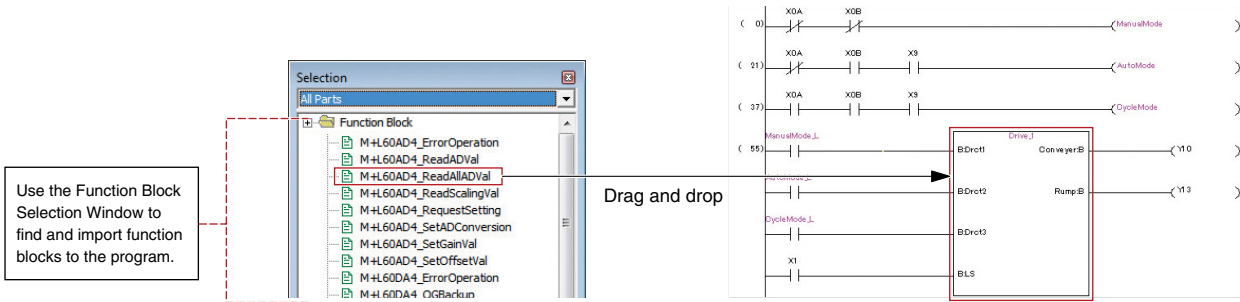 Use the Function Block
Selection Window to
find and import function
blocks to the program.
Selection
All Parts
Function Block
M+L60AD4_ErrorOperation
M+L60AD4_ReadADVal
M+L60AD4_ReadAllADVal
M+L60AD4_ReadScalingVal
M+L60AD4_RequestSetting
M+L60AD4_SetADConversion
M+L60AD4_SetGainVal
M+L60AD4_SetOffsetVal
M+L60DA4_ErrorOperation
M+L60DA4_OGBackup
Drag and drop
X0A X0B
( 0) (ManualMode )
X0A X0B X9
( 21) (AutoMode )
X0A X0B X9
( 37) (CycleMode )
ManualMode_L Drive_1
( 55) B:Drct1 Conveyer:B (Y10 )
B:Drct2 Rump:B (Y13 )
CycleMode_L
B:Drct3
X1
B:LS